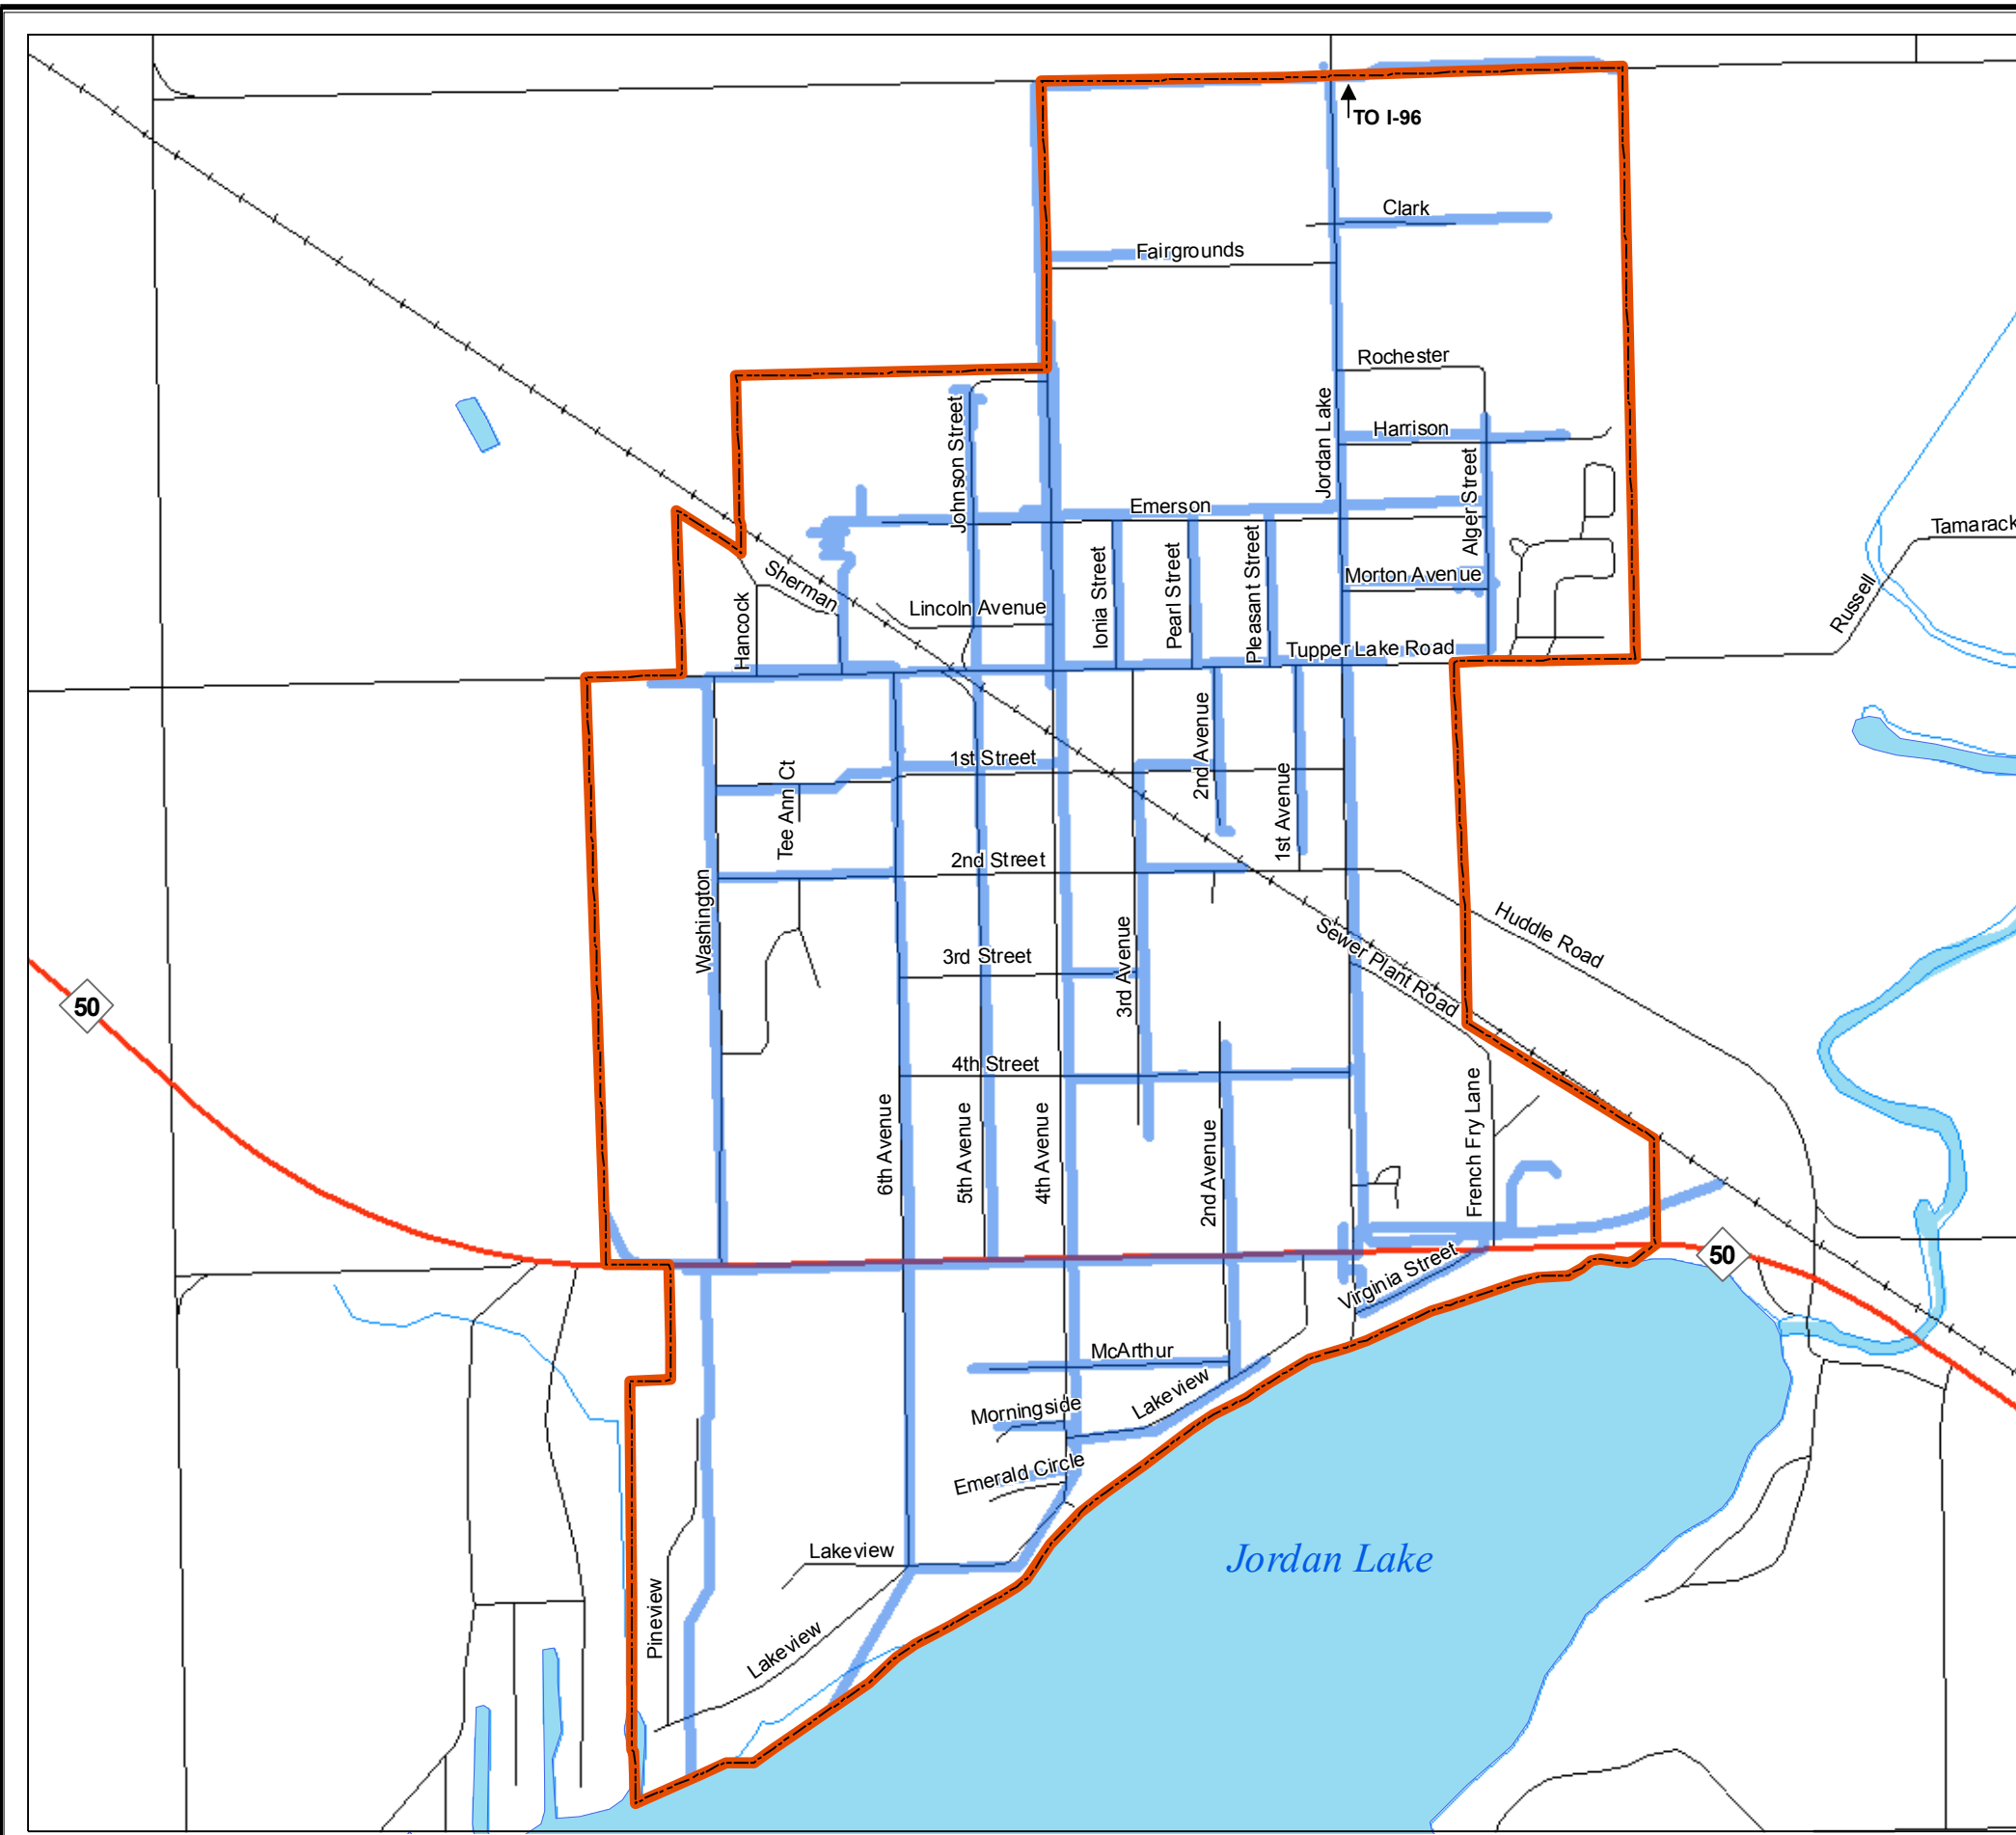 TO I-96
Clark
Fairgrounds
Rochester
Jordan Lake
Harrison
Johnson Street
Alger Street
Emerson
Tamarack
Ionia Street
Pearl Street
Pleasant Street
Morton Avenue
Sherman
Lincoln Avenue
Hancock
Russell
Tupper Lake Road
2nd Avenue
1st Street
Tee Ann Ct
1st Avenue
2nd Street
Washington
Huddle Road
3rd Avenue
3rd Street
Sewer Plant Road
50
4th Street
French Fry Lane
6th Avenue
5th Avenue
4th Avenue
2nd Avenue
50
Virginia Street
McArthur
Lakeview
Morningside
Emerald Circle
Lakeview
Jordan Lake
Pineview
Lakeview